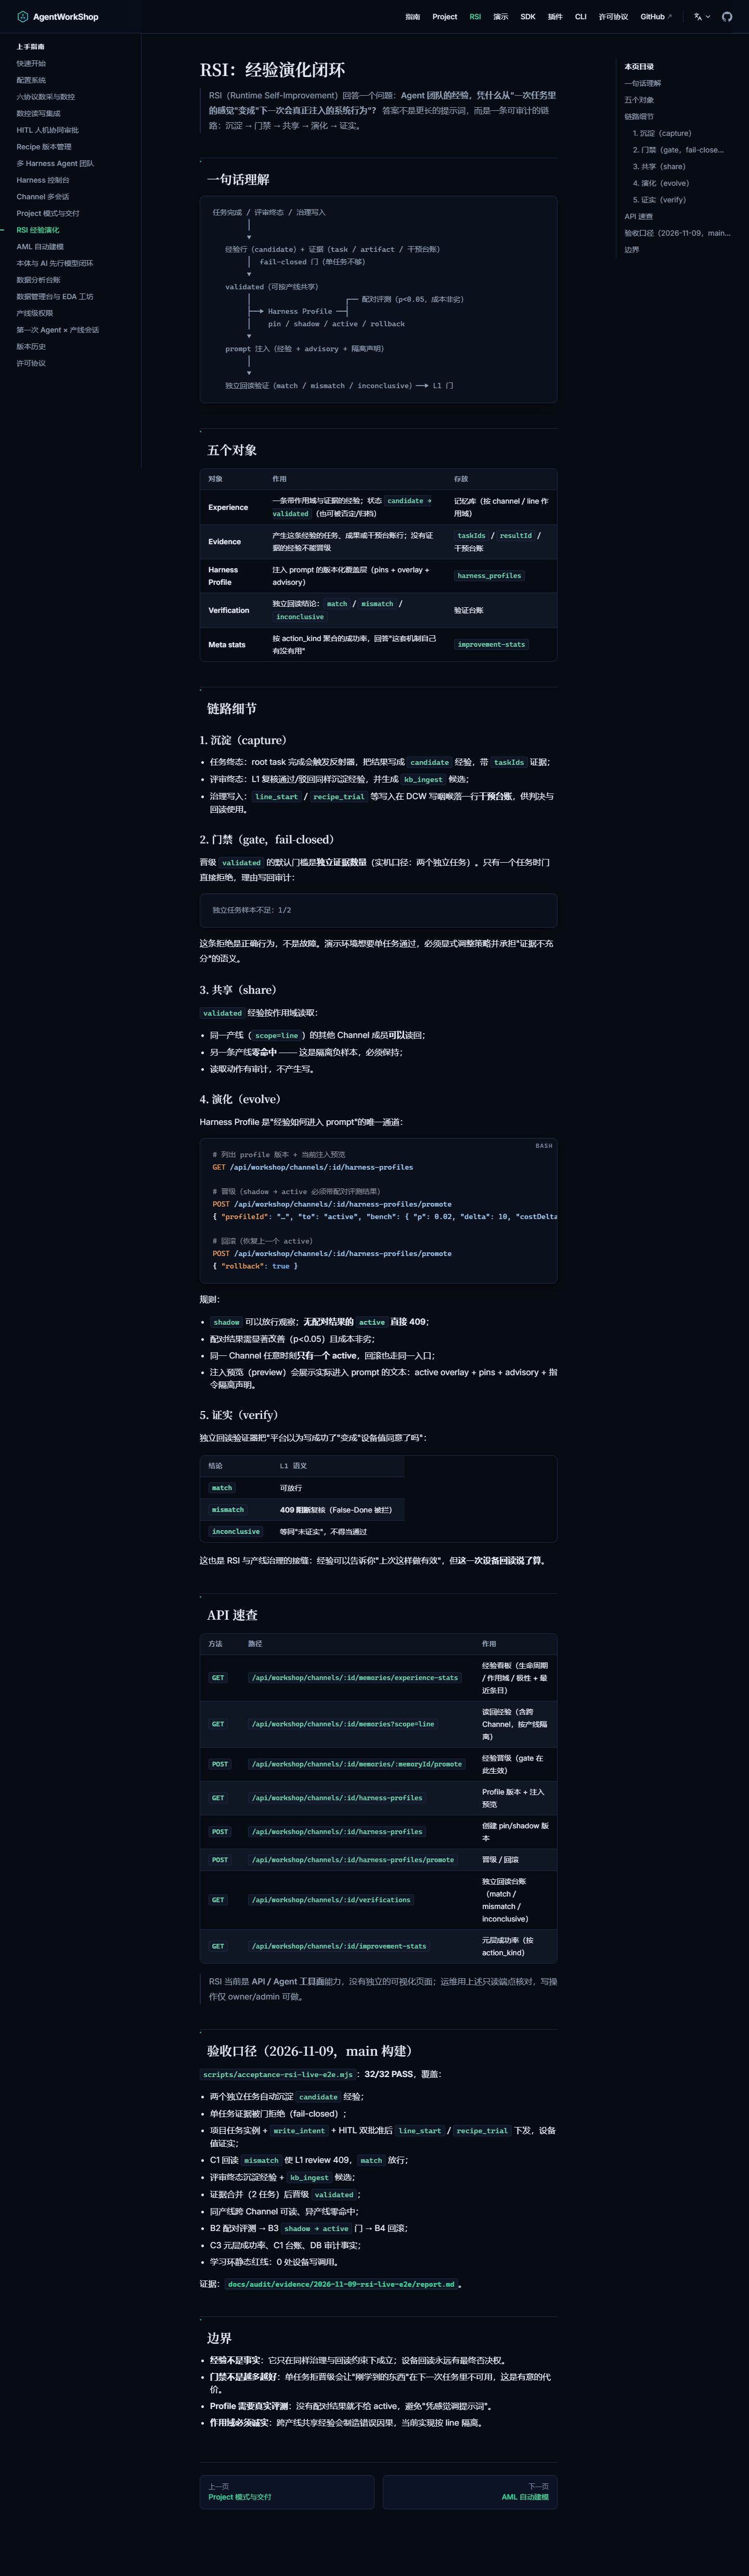 AgentWorkShop
指南 Project RSI 演示 SDK 插件 CLI 许可协议 GitHub ↗
上手指南
快速开始
配置系统
六协议数采与数控
数控读写集成
HITL 人机协同审批
Recipe 版本管理
多 Harness Agent 团队
Harness 控制台
Channel 多会话
Project 模式与交付
RSI 经验演化
AML 自动建模
本体与 AI 先行模型闭环
数据分析台账
数据管理台与 EDA 工坊
产线级权限
第一次 Agent × 产线会话
版本历史
许可协议
本页目录
一句话理解
五个对象
链路细节
1. 沉淀（capture）
2. 门禁（gate，fail-close...
3. 共享（share）
4. 演化（evolve）
5. 证实（verify）
API 速查
验收口径（2026-11-09，main...
边界
RSI：经验演化闭环
RSI（Runtime Self-Improvement）回答一个问题：Agent 团队的经验，凭什么从"一次任务里
的感觉"变成"下一次会真正注入的系统行为"？ 答案不是更长的提示词，而是一条可审计的链
路：沉淀 → 门禁 → 共享 → 演化 → 证实。
一句话理解
任务完成 / 评审终态 / 治理写入
│
▼
经验行（candidate）+ 证据（task / artifact / 干预台账）
│ fail-closed 门（单任务不够）
▼
validated（可按产线共享）
│ ┌── 配对评测（p<0.05，成本非劣）
├──► Harness Profile ──┤
│ pin / shadow / active / rollback
▼
prompt 注入（经验 + advisory + 隔离声明）
│
▼
独立回读验证（match / mismatch / inconclusive）──► L1 门
五个对象
对象 作用 存放
Experience 一条带作用域与证据的经验；状态 candidate → validated（也可被否定/归档） 记忆库（按 channel / line 作用域）
Evidence 产生这条经验的任务、成果或干预台账行；没有证据的经验不能晋级 taskIds / resultId / 干预台账
Harness Profile 注入 prompt 的版本化覆盖层（pins + overlay + advisory） harness_profiles
Verification 独立回读结论：match / mismatch / inconclusive 验证台账
Meta stats 按 action_kind 聚合的成功率，回答"这套机制自己有没有用" improvement-stats
链路细节
1. 沉淀（capture）
• 任务终态：root task 完成会触发反射器，把结果写成 candidate 经验，带 taskIds 证据；
• 评审终态：L1 复核通过/驳回同样沉淀经验，并生成 kb_ingest 候选；
• 治理写入：line_start / recipe_trial 等写入在 DCW 写咽喉落一行干预台账，供判决与
回读使用。
2. 门禁（gate，fail-closed）
晋级 validated 的默认门槛是独立证据数量（实机口径：两个独立任务）。只有一个任务时门
直接拒绝，理由写回审计：
独立任务样本不足：1/2
这条拒绝是正确行为，不是故障。演示环境想要单任务通过，必须显式调整策略并承担"证据不充
分"的语义。
3. 共享（share）
validated 经验按作用域读取：
• 同一产线（scope=line）的其他 Channel 成员可以读回；
• 另一条产线零命中 —— 这是隔离负样本，必须保持；
• 读取动作有审计，不产生写。
4. 演化（evolve）
Harness Profile 是"经验如何进入 prompt"的唯一通道：
BASH
# 列出 profile 版本 + 当前注入预览
GET /api/workshop/channels/:id/harness-profiles
# 晋级（shadow → active 必须带配对评测结果）
POST /api/workshop/channels/:id/harness-profiles/promote
{ "profileId": "…", "to": "active", "bench": { "p": 0.02, "delta": 10, "costDelta
# 回滚（恢复上一个 active）
POST /api/workshop/channels/:id/harness-profiles/promote
{ "rollback": true }
规则：
• shadow 可以放行观察；无配对结果的 active 直接 409；
• 配对结果需显著改善（p<0.05）且成本非劣；
• 同一 Channel 任意时刻只有一个 active，回滚也走同一入口；
• 注入预览（preview）会展示实际进入 prompt 的文本：active overlay + pins + advisory + 指
令隔离声明。
5. 证实（verify）
独立回读验证器把"平台以为写成功了"变成"设备值同意了吗"：
结论 L1 语义
match 可放行
mismatch 409 阻断复核（False-Done 被拦）
inconclusive 等同"未证实"，不得当通过
这也是 RSI 与产线治理的接缝：经验可以告诉你"上次这样做有效"，但这一次设备回读说了算。
API 速查
方法 路径 作用
GET /api/workshop/channels/:id/memories/experience-stats 经验看板（生命周期 / 作用域 / 极性 + 最近条目）
GET /api/workshop/channels/:id/memories?scope=line 读回经验（含跨 Channel，按产线隔离）
POST /api/workshop/channels/:id/memories/:memoryId/promote 经验晋级（gate 在此生效）
GET /api/workshop/channels/:id/harness-profiles Profile 版本 + 注入预览
POST /api/workshop/channels/:id/harness-profiles 创建 pin/shadow 版本
POST /api/workshop/channels/:id/harness-profiles/promote 晋级 / 回滚
GET /api/workshop/channels/:id/verifications 独立回读台账（match / mismatch / inconclusive）
GET /api/workshop/channels/:id/improvement-stats 元层成功率（按 action_kind）
RSI 当前是 API / Agent 工具面能力，没有独立的可视化页面；运维用上述只读端点核对，写操
作仅 owner/admin 可做。
验收口径（2026-11-09，main 构建）
scripts/acceptance-rsi-live-e2e.mjs：32/32 PASS，覆盖：
• 两个独立任务自动沉淀 candidate 经验；
• 单任务证据被门拒绝（fail-closed）；
• 项目任务实例 + write_intent + HITL 双批准后 line_start / recipe_trial 下发，设备
值证实；
• C1 回读 mismatch 使 L1 review 409，match 放行；
• 评审终态沉淀经验 + kb_ingest 候选；
• 证据合并（2 任务）后晋级 validated；
• 同产线跨 Channel 可读、异产线零命中；
• B2 配对评测 → B3 shadow → active 门 → B4 回滚；
• C3 元层成功率、C1 台账、DB 审计事实；
• 学习环静态红线：0 处设备写调用。
证据：docs/audit/evidence/2026-11-09-rsi-live-e2e/report.md。
边界
• 经验不是事实：它只在同样治理与回读约束下成立；设备回读永远有最终否决权。
• 门禁不是越多越好：单任务拒晋级会让"刚学到的东西"在下一次任务里不可用，这是有意的代
价。
• Profile 需要真实评测：没有配对结果就不给 active，避免"凭感觉调提示词"。
• 作用域必须诚实：跨产线共享经验会制造错误因果，当前实现按 line 隔离。
上一页
Project 模式与交付
下一页
AML 自动建模